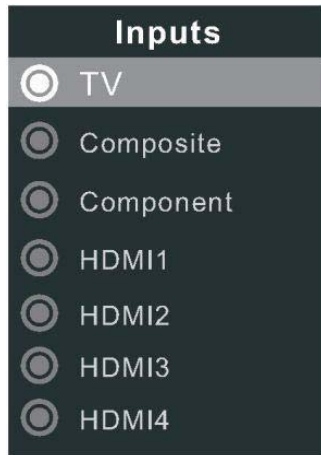 Inputs
TV
Composite
Component
HDMI1
HDMI2
HDMI3
HDMI4